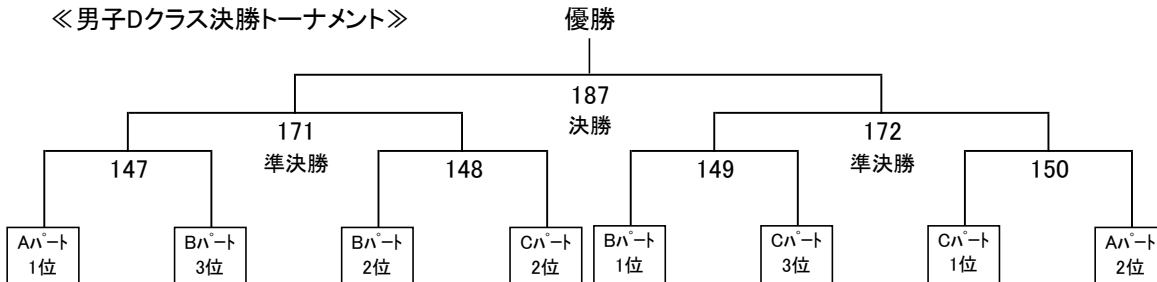 ≪男子Dクラス決勝トーナメント≫ 優勝
187
決勝
171 172
準決勝 準決勝
147 148 149 150
Aパート Bパート Bパート Cパート Bパート Cパート Cパート Aパート
1位 3位 2位 2位 1位 3位 1位 2位